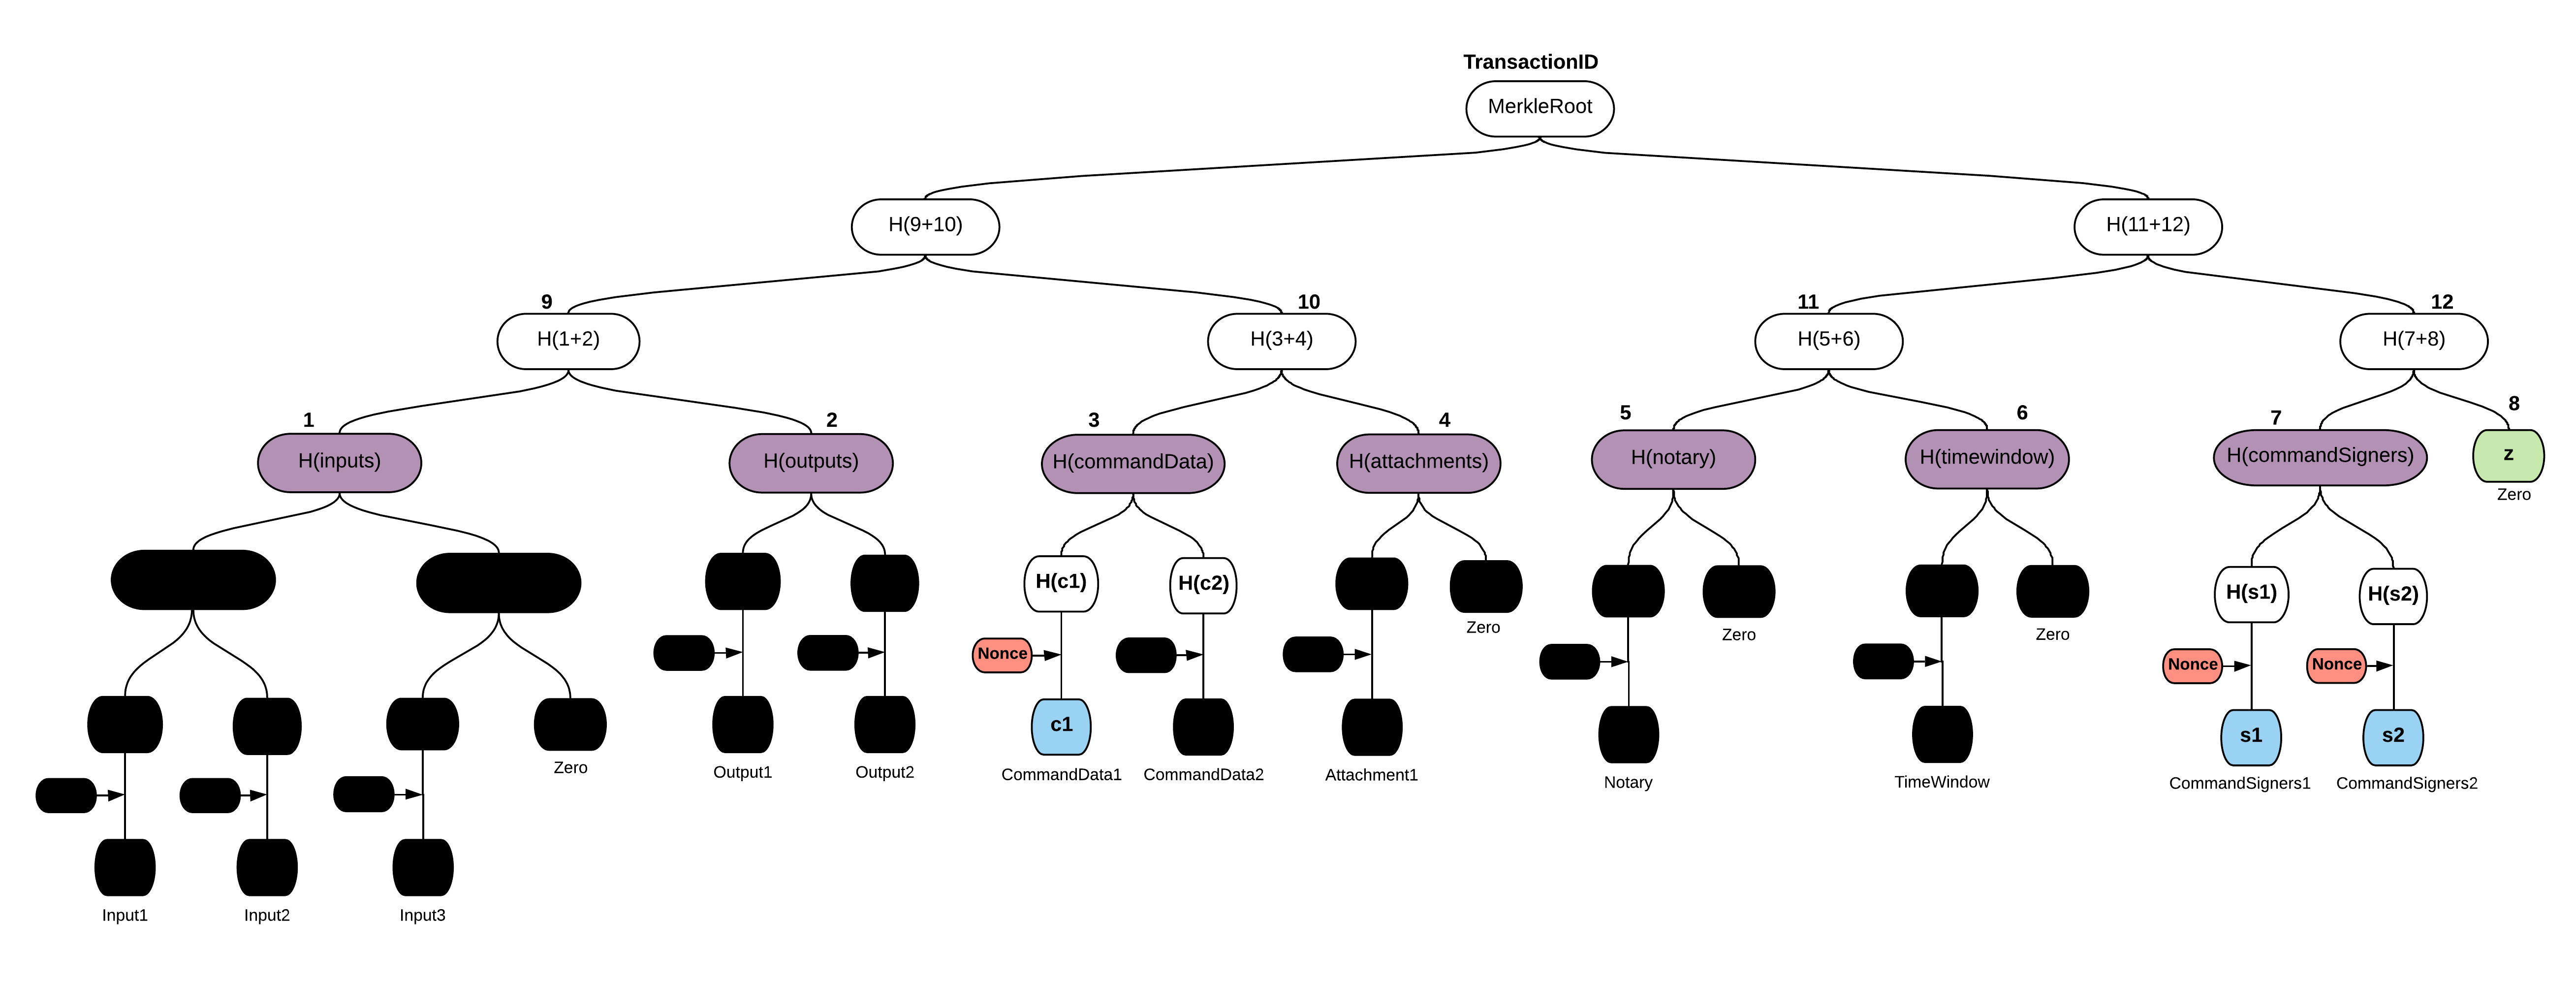 TransactionID
MerkleRoot
H(9+10)
H(11+12)
9
10
11
12
H(1+2)
H(3+4)
H(5+6)
H(7+8)
1
2
3
4
5
6
7
8
H(inputs)
H(outputs)
H(commandData)
H(attachments)
H(notary)
H(timewindow)
H(commandSigners)
z
Zero
H(c1)
H(c2)
H(s1)
H(s2)
Zero
Zero
Zero
Nonce
Nonce
Nonce
c1
s1
s2
Zero
Output1
Output2
CommandData1
CommandData2
Attachment1
Notary
TimeWindow
CommandSigners1
CommandSigners2
Input1
Input2
Input3